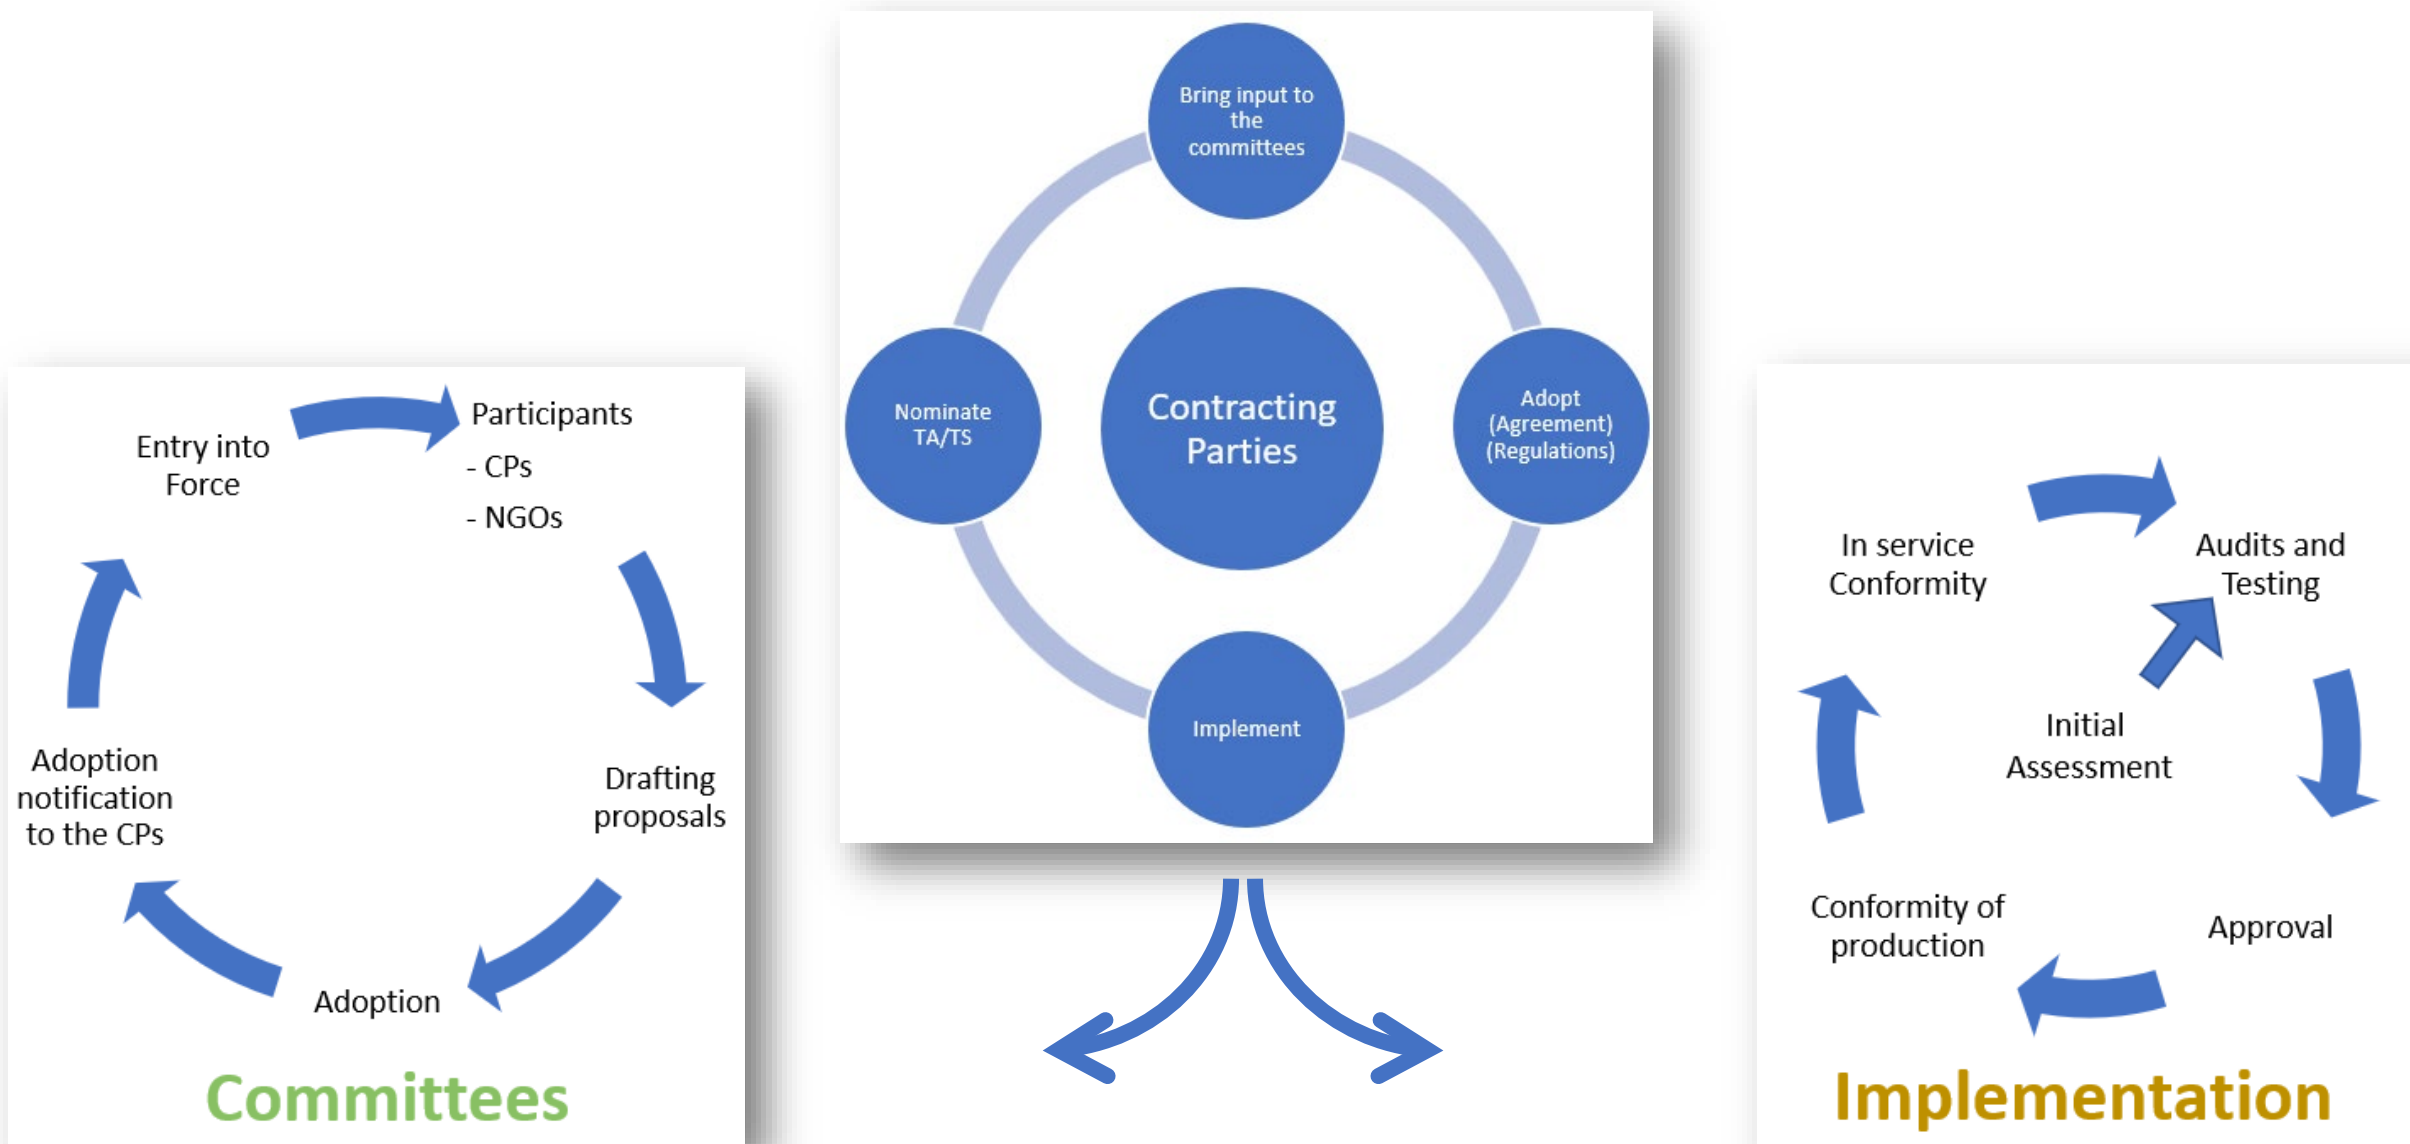 Bring input to
the
committees
Nominate
TA/TS
Contracting
Parties
Adopt
(Agreement)
(Regulations)
Implement
Participants
- CPs
- NGOs
Entry into
Force
Drafting
proposals
Adoption
notification
to the CPs
Adoption
Committees
In service
Conformity
Audits and
Testing
Initial
Assessment
Conformity of
production
Approval
Implementation